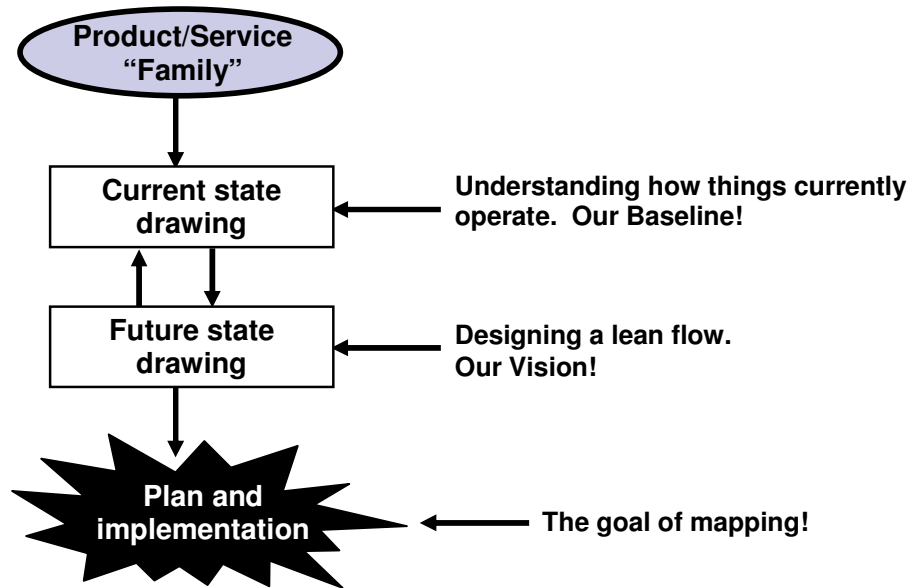 Product/Service
“Family”
Current state
drawing
Understanding how things currently
operate.  Our Baseline!
Future state
drawing
Designing a lean flow.
Our Vision!
Plan and
implementation
The goal of mapping!